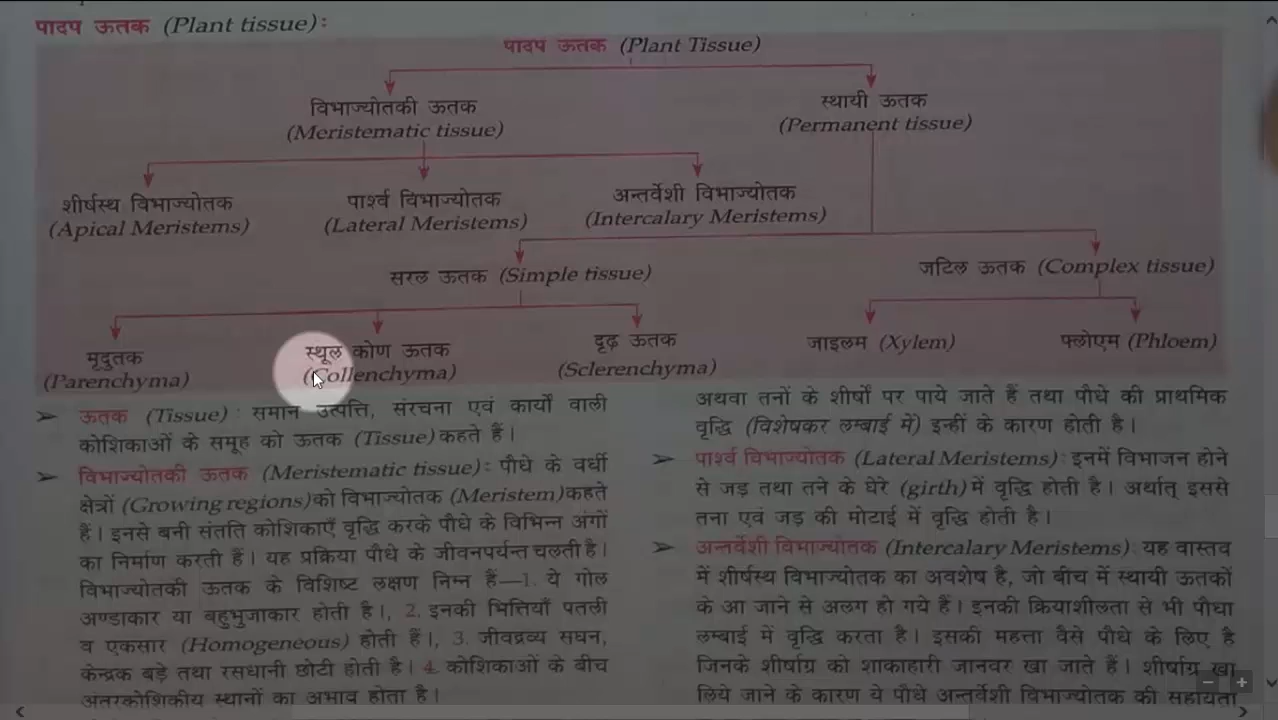 पादप ऊतक (Plant tissue) :
पादप ऊतक (Plant Tissue)
विभाज्योतकी ऊतक
(Meristematic tissue)
स्थायी ऊतक
(Permanent tissue)
शीर्षस्थ विभाज्योतक
(Apical Meristems)
पार्श्व विभाज्योतक
(Lateral Meristems)
अन्तर्वेशी विभाज्योतक
(Intercalary Meristems)
सरल ऊतक (Simple tissue)
जटिल ऊतक (Complex tissue)
मृदुतक
(Parenchyma)
स्थूल कोण ऊतक
(Collenchyma)
दृढ़ ऊतक
(Sclerenchyma)
जाइलम (Xylem)
फ्लोएम (Phloem)
➢ ऊतक (Tissue) : समान उत्पत्ति, संरचना एवं कार्यों वाली
कोशिकाओं के समूह को ऊतक (Tissue) कहते हैं।
➢ विभाज्योतकी ऊतक (Meristematic tissue) : पौधे के वर्धी
क्षेत्रों (Growing regions) को विभाज्योतक (Meristem) कहते
हैं। इनसे बनी संतति कोशिकाएँ वृद्धि करके पौधे के विभिन्न अंगों
का निर्माण करती हैं। यह प्रक्रिया पौधे के जीवनपर्यन्त चलती है।
विभाज्योतकी ऊतक के विशिष्ट लक्षण निम्न हैं—1. ये गोल
अण्डाकार या बहुभुजाकार होती है।, 2. इनकी भित्तियाँ पतली
व एकसार (Homogeneous) होती हैं।, 3. जीवद्रव्य सघन,
केन्द्रक बड़े तथा रसधानी छोटी होती है। 4. कोशिकाओं के बीच
अंतरकोशिकीय स्थानों का अभाव होता है।
अथवा तनों के शीर्षों पर पाये जाते हैं तथा पौधे की प्राथमिक
वृद्धि (विशेषकर लम्बाई में) इन्हीं के कारण होती है।
➢ पार्श्व विभाज्योतक (Lateral Meristems) : इनमें विभाजन होने
से जड़ तथा तने के घेरे (girth) में वृद्धि होती है। अर्थात् इससे
तना एवं जड़ की मोटाई में वृद्धि होती है।
➢ अन्तर्वेशी विभाज्योतक (Intercalary Meristems) : यह वास्तव
में शीर्षस्थ विभाज्योतक का अवशेष है, जो बीच में स्थायी ऊतकों
के आ जाने से अलग हो गये हैं। इनकी क्रियाशीलता से भी पौधा
लम्बाई में वृद्धि करता है। इसकी महत्ता वैसे पौधे के लिए है
जिनके शीर्षाग्र को शाकाहारी जानवर खा जाते हैं। शीर्षाग्र खा
लिये जाने के कारण ये पौधे अन्तर्वेशी विभाज्योतक की सहायता